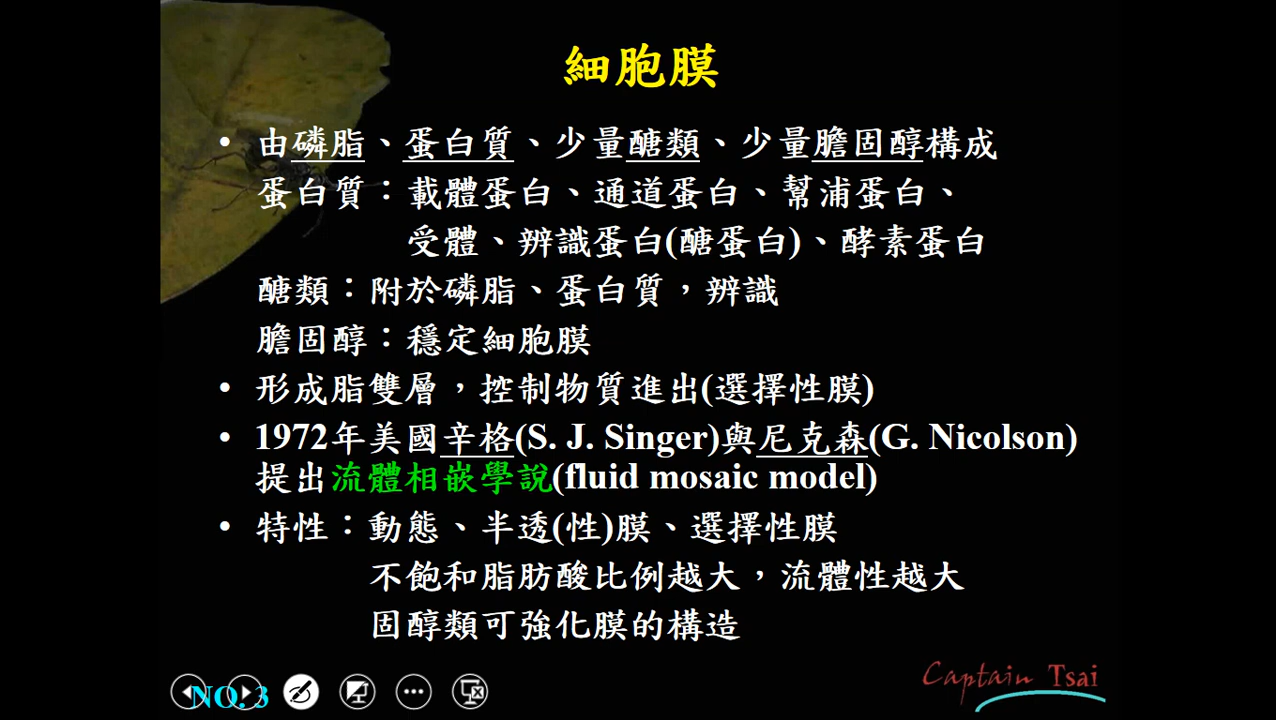 細胞膜
• 由磷脂、蛋白質、少量醣類、少量膽固醇構成
蛋白質：載體蛋白、通道蛋白、幫浦蛋白、
受體、辨識蛋白(醣蛋白)、酵素蛋白
醣類：附於磷脂、蛋白質，辨識
膽固醇：穩定細胞膜
• 形成脂雙層，控制物質進出(選擇性膜)
• 1972年美國辛格(S. J. Singer)與尼克森(G. Nicolson)
提出流體相嵌學說(fluid mosaic model)
• 特性：動態、半透(性)膜、選擇性膜
不飽和脂肪酸比例越大，流體性越大
固醇類可強化膜的構造
NO. 3
Captain Tsai